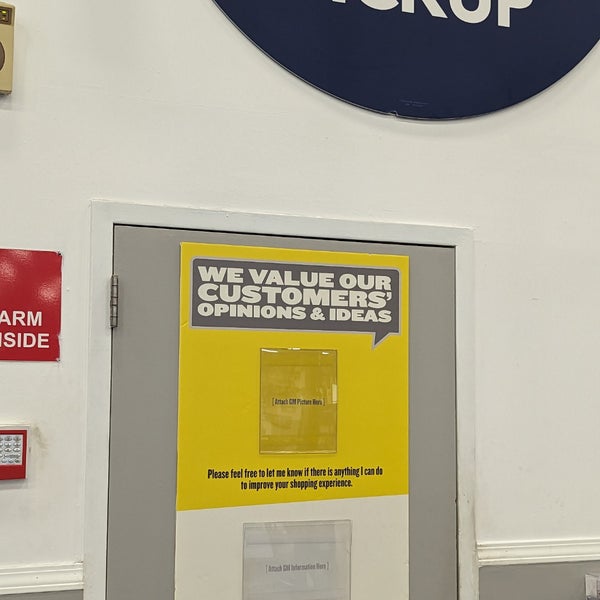 CKUP
WE VALUE OUR
CUSTOMERS'
OPINIONS & IDEAS
ARM
SIDE
[Attach GM Picture Here]
Please feel free to let me know if there is anything I can do
to improve your shopping experience.
[Attach GM Information Here]